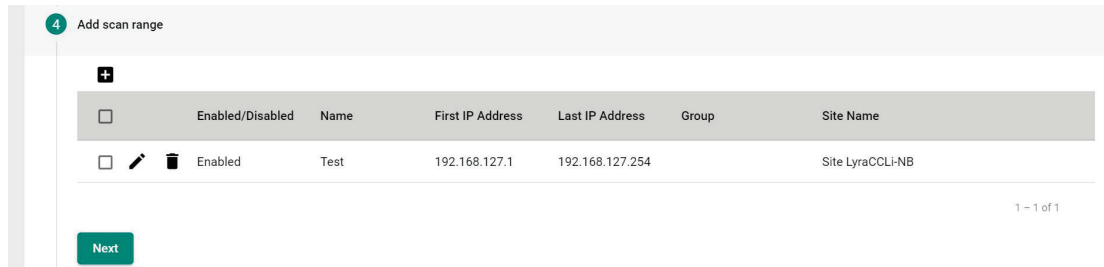 4 Add scan range
Enabled/Disabled Name First IP Address Last IP Address Group Site Name
Enabled Test 192.168.127.1 192.168.127.254 Site LyraCCLi-NB
1 – 1 of 1
Next